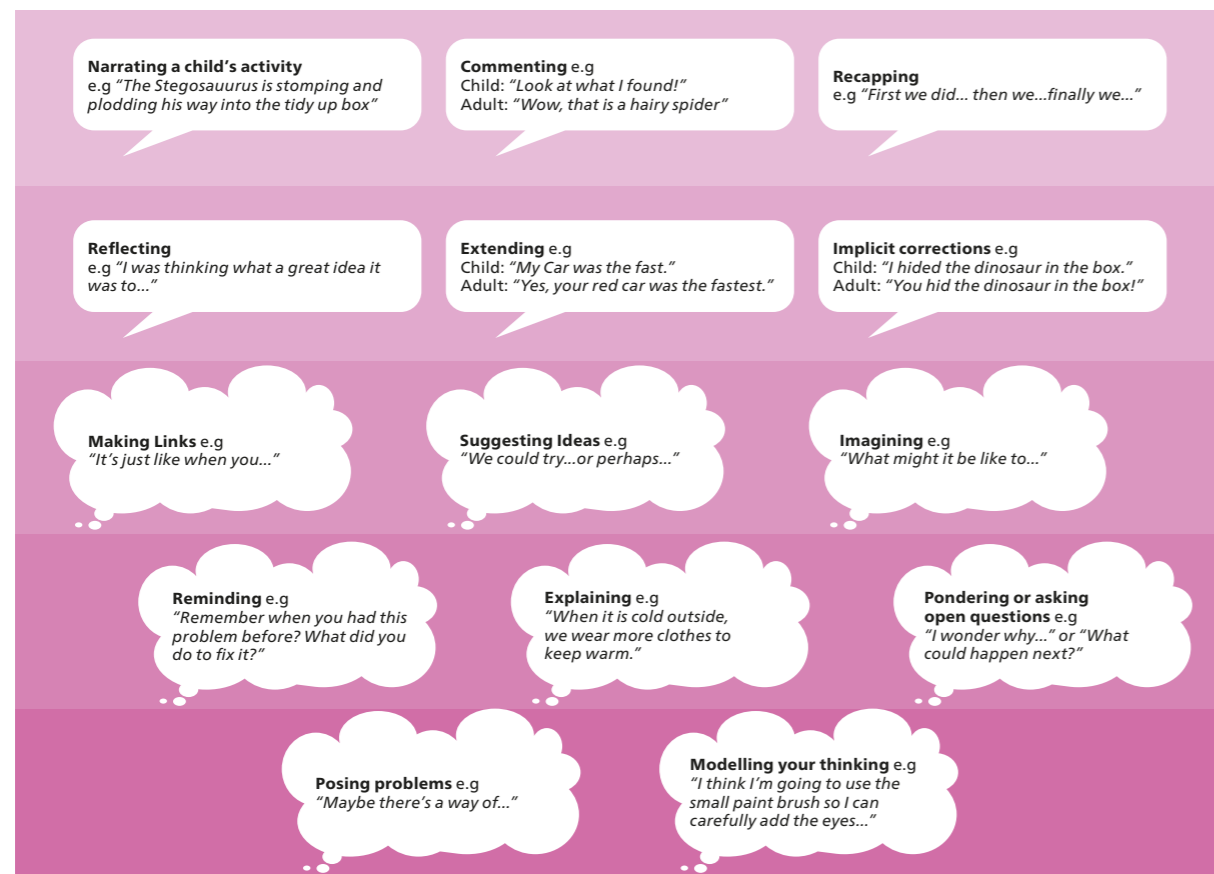 Narrating a child's activity
e.g "The Stegosauurus is stomping and
plodding his way into the tidy up box"
Commenting e.g
Child: "Look at what I found!"
Adult: "Wow, that is a hairy spider"
Recapping
e.g "First we did... then we...finally we..."
Reflecting
e.g "I was thinking what a great idea it
was to..."
Extending e.g
Child: "My Car was the fast."
Adult: "Yes, your red car was the fastest."
Implicit corrections e.g
Child: "I hided the dinosaur in the box."
Adult: "You hid the dinosaur in the box!"
Making Links e.g
"It's just like when you..."
Suggesting Ideas e.g
"We could try...or perhaps..."
Imagining e.g
"What might it be like to..."
Reminding e.g
"Remember when you had this
problem before? What did you
do to fix it?"
Explaining e.g
"When it is cold outside,
we wear more clothes to
keep warm."
Pondering or asking
open questions e.g
"I wonder why..." or "What
could happen next?"
Posing problems e.g
"Maybe there's a way of..."
Modelling your thinking e.g
"I think I'm going to use the
small paint brush so I can
carefully add the eyes..."